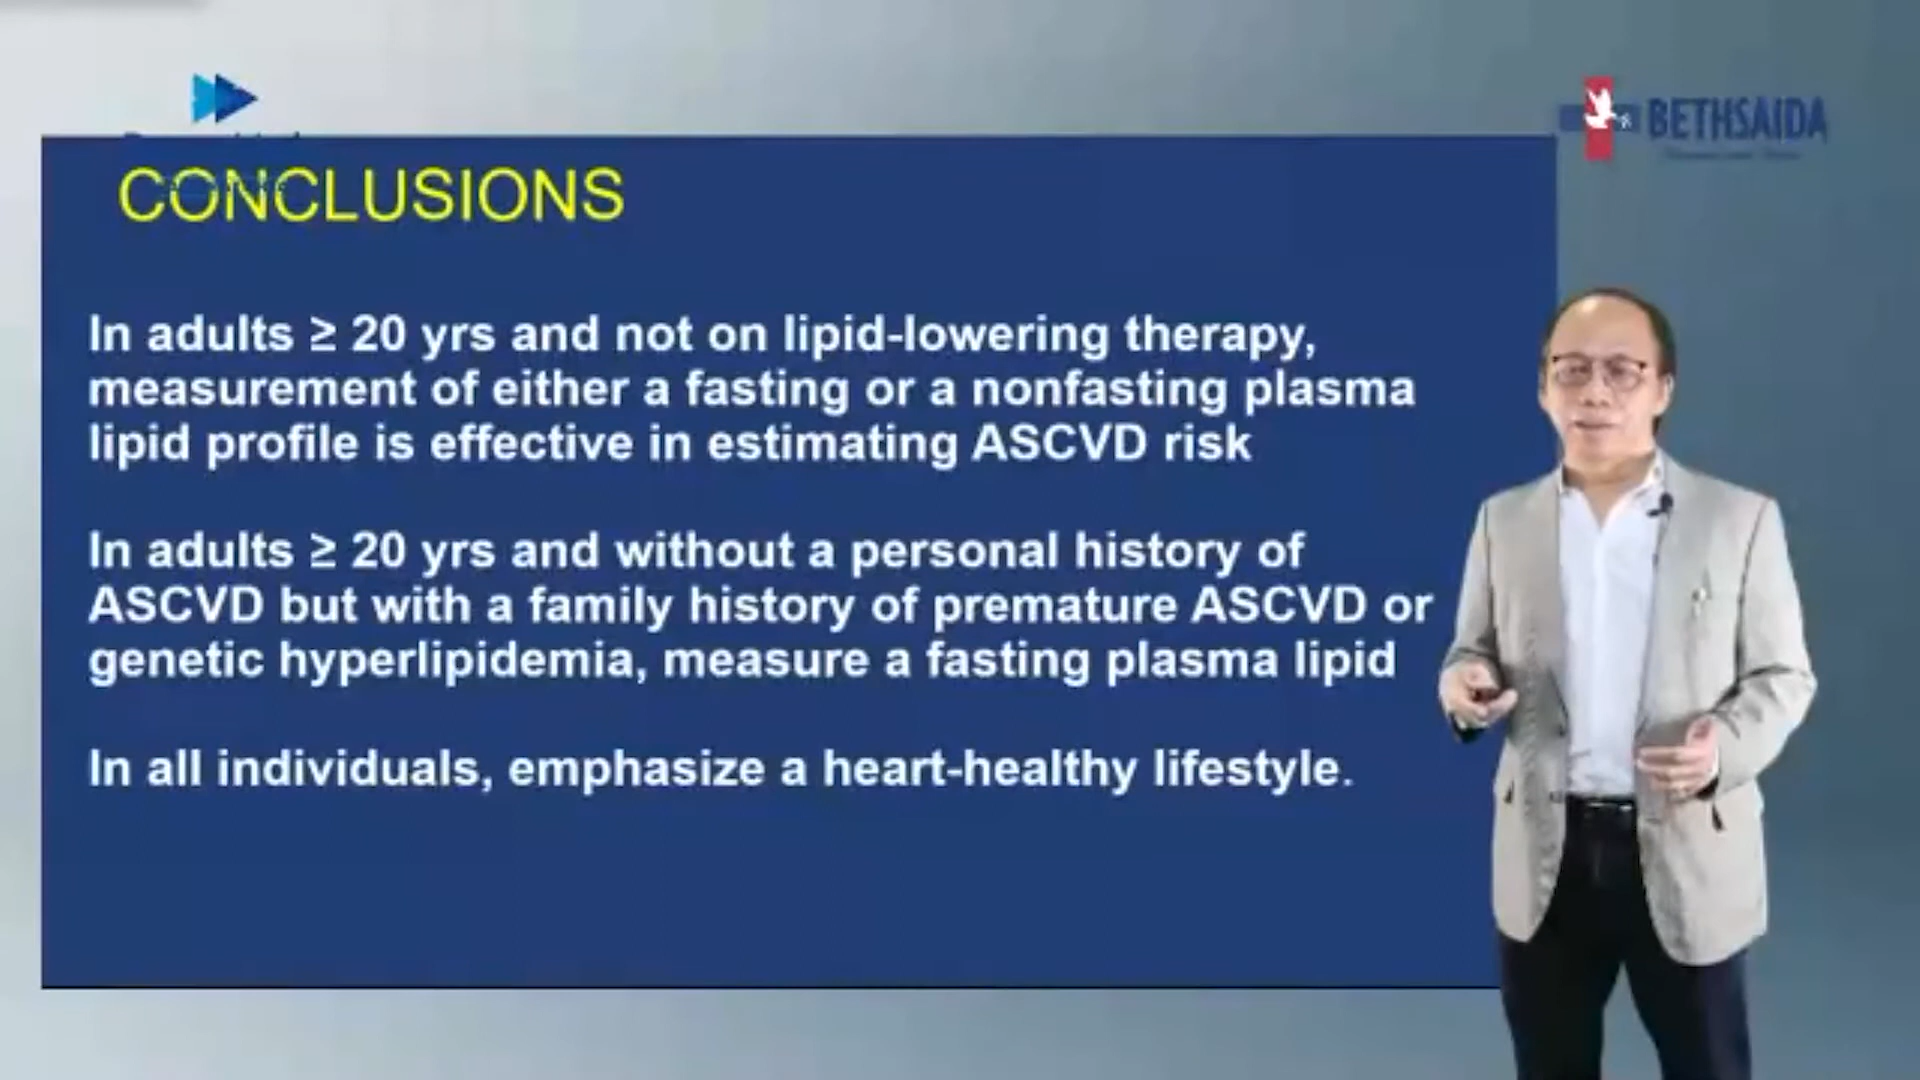 BETHSAIDA
CONCLUSIONS
In adults ≥ 20 yrs and not on lipid-lowering therapy,
measurement of either a fasting or a nonfasting plasma
lipid profile is effective in estimating ASCVD risk
In adults ≥ 20 yrs and without a personal history of
ASCVD but with a family history of premature ASCVD or
genetic hyperlipidemia, measure a fasting plasma lipid
In all individuals, emphasize a heart-healthy lifestyle.